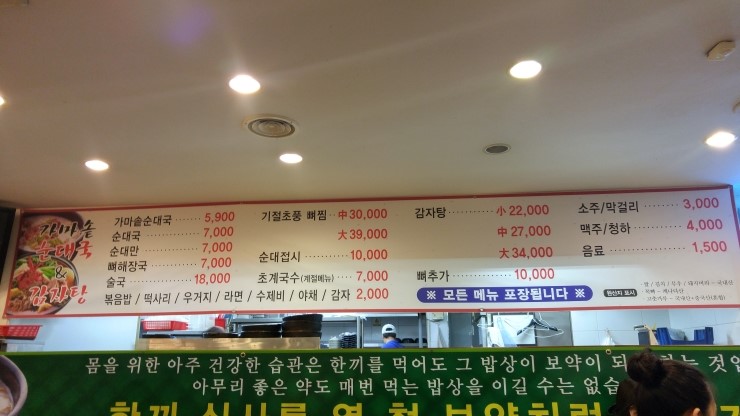 가마솥
순대국
&
감자탕
가마솥순대국 ······· 5,900
순대국 ··········· 7,000
순대만 ··········· 7,000
뼈해장국 ········· 7,000
술국 ············ 18,000
볶음밥 / 떡사리 / 우거지 / 라면 / 수제비 / 야채 / 감자 2,000
기절초풍 뼈찜 ·· 中 30,000
大 39,000
순대접시 ········ 10,000
초계국수(계절메뉴) ··· 7,000
감자탕 ········· 小 22,000
中 27,000
大 34,000
뼈추가 ·········· 10,000
※ 모든 메뉴 포장됩니다 ※
소주/막걸리 ······ 3,000
맥주/청하 ········ 4,000
음료 ············· 1,500
원산지 표시
몸을 위한 아주 건강한 습관은 한끼를 먹어도 그 밥상이 보약이 되
아무리 좋은 약도 매번 먹는 밥상을 이길 수는 없습